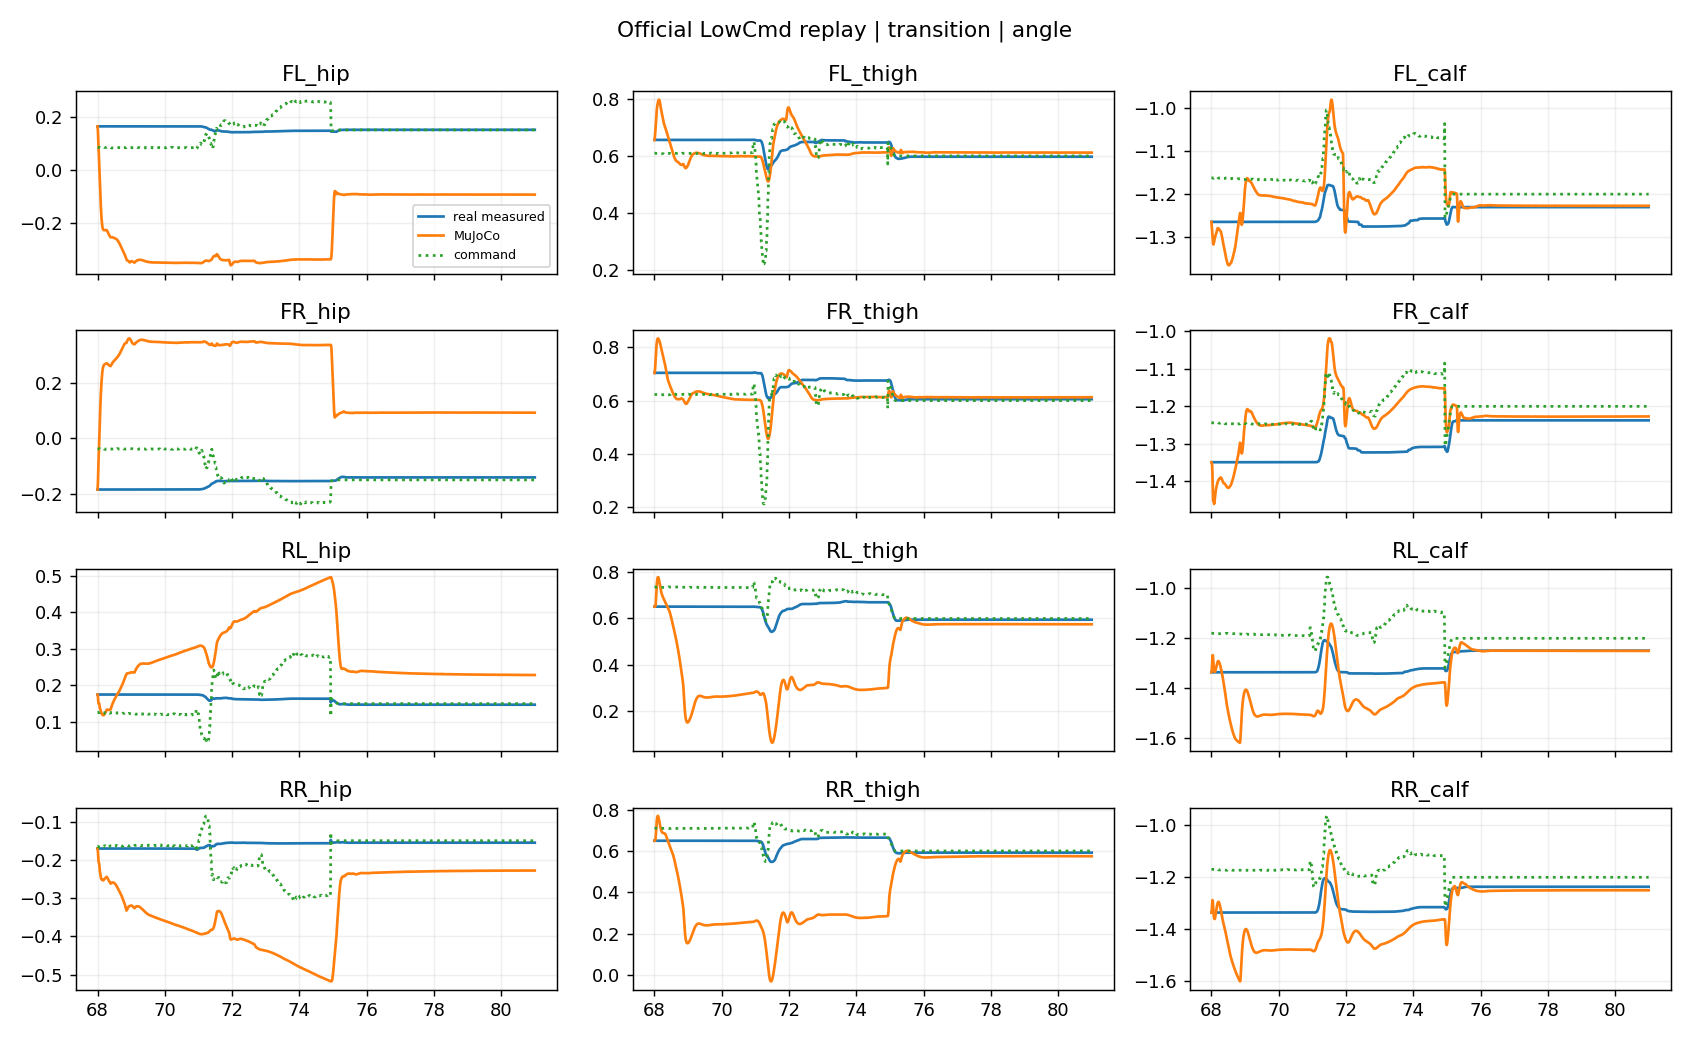 Official LowCmd replay | transition | angle
FL_hip
FL_thigh
FL_calf
0.2
0.0
−0.2
real measured
MuJoCo
command
0.8
0.6
0.4
0.2
−1.0
−1.1
−1.2
−1.3
FR_hip
FR_thigh
FR_calf
0.2
0.0
−0.2
0.8
0.6
0.4
0.2
−1.0
−1.1
−1.2
−1.3
−1.4
RL_hip
RL_thigh
RL_calf
0.5
0.4
0.3
0.2
0.1
0.8
0.6
0.4
0.2
−1.0
−1.2
−1.4
−1.6
RR_hip
RR_thigh
RR_calf
−0.1
−0.2
−0.3
−0.4
−0.5
0.8
0.6
0.4
0.2
0.0
−1.0
−1.2
−1.4
−1.6
68 70 72 74 76 78 80
68 70 72 74 76 78 80
68 70 72 74 76 78 80